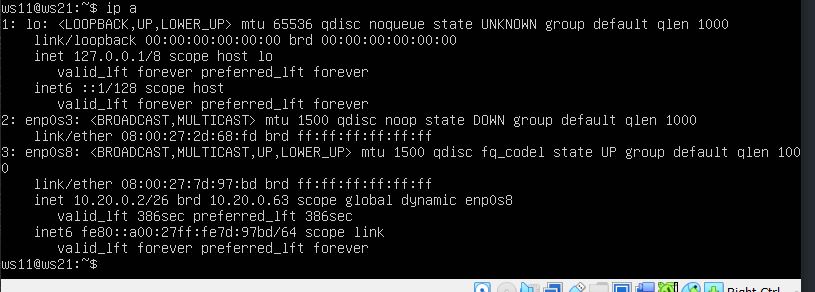 ws11@ws21:~$ ip a
1: lo: <LOOPBACK,UP,LOWER_UP> mtu 65536 qdisc noqueue state UNKNOWN group default qlen 1000
    link/loopback 00:00:00:00:00:00 brd 00:00:00:00:00:00
    inet 127.0.0.1/8 scope host lo
       valid_lft forever preferred_lft forever
    inet6 ::1/128 scope host
       valid_lft forever preferred_lft forever
2: enp0s3: <BROADCAST,MULTICAST> mtu 1500 qdisc noop state DOWN group default qlen 1000
    link/ether 08:00:27:2d:68:fd brd ff:ff:ff:ff:ff:ff
3: enp0s8: <BROADCAST,MULTICAST,UP,LOWER_UP> mtu 1500 qdisc fq_codel state UP group default qlen 100
0
    link/ether 08:00:27:7d:97:bd brd ff:ff:ff:ff:ff:ff
    inet 10.20.0.2/26 brd 10.20.0.63 scope global dynamic enp0s8
       valid_lft 386sec preferred_lft 386sec
    inet6 fe80::a00:27ff:fe7d:97bd/64 scope link
       valid_lft forever preferred_lft forever
ws11@ws21:~$
Right Ctrl